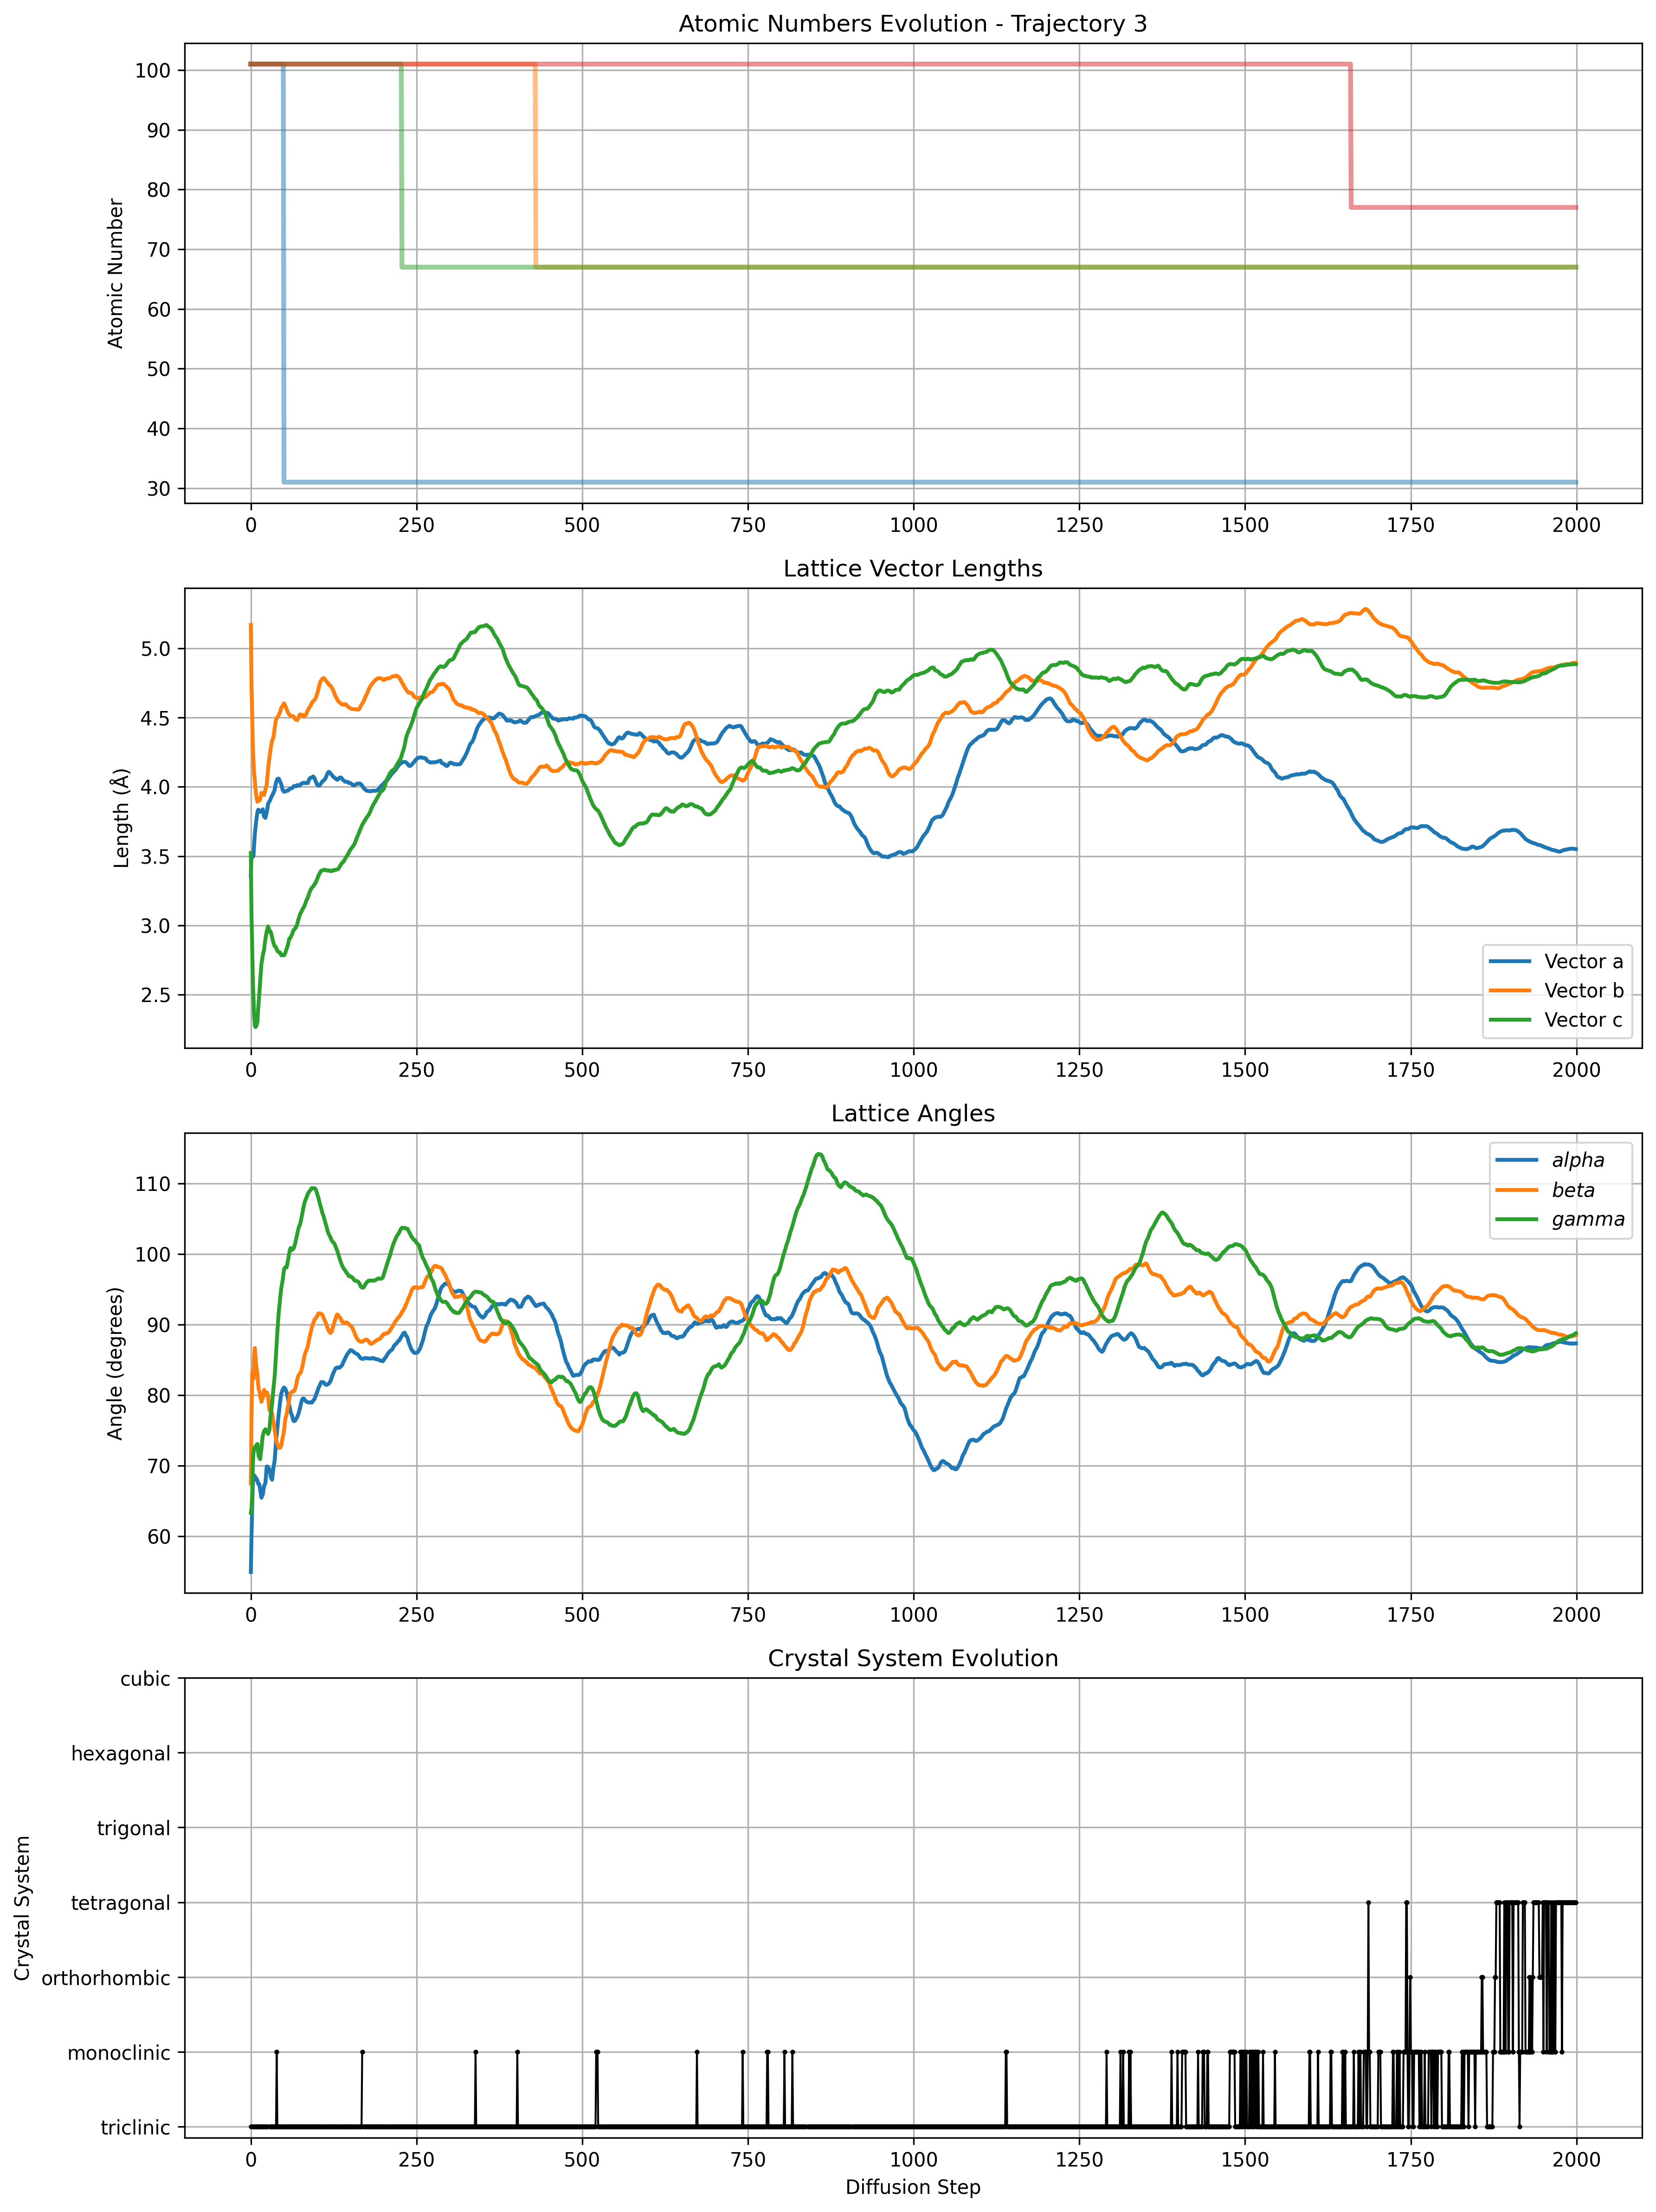 Atomic Numbers Evolution - Trajectory 3
Atomic Number
100
90
80
70
60
50
40
30
0 250 500 750 1000 1250 1500 1750 2000
Lattice Vector Lengths
Length (Å)
5.0
4.5
4.0
3.5
3.0
2.5
Vector a
Vector b
Vector c
0 250 500 750 1000 1250 1500 1750 2000
Lattice Angles
Angle (degrees)
110
100
90
80
70
60
alpha
beta
gamma
0 250 500 750 1000 1250 1500 1750 2000
Crystal System Evolution
Crystal System
cubic
hexagonal
trigonal
tetragonal
orthorhombic
monoclinic
triclinic
0 250 500 750 1000 1250 1500 1750 2000
Diffusion Step